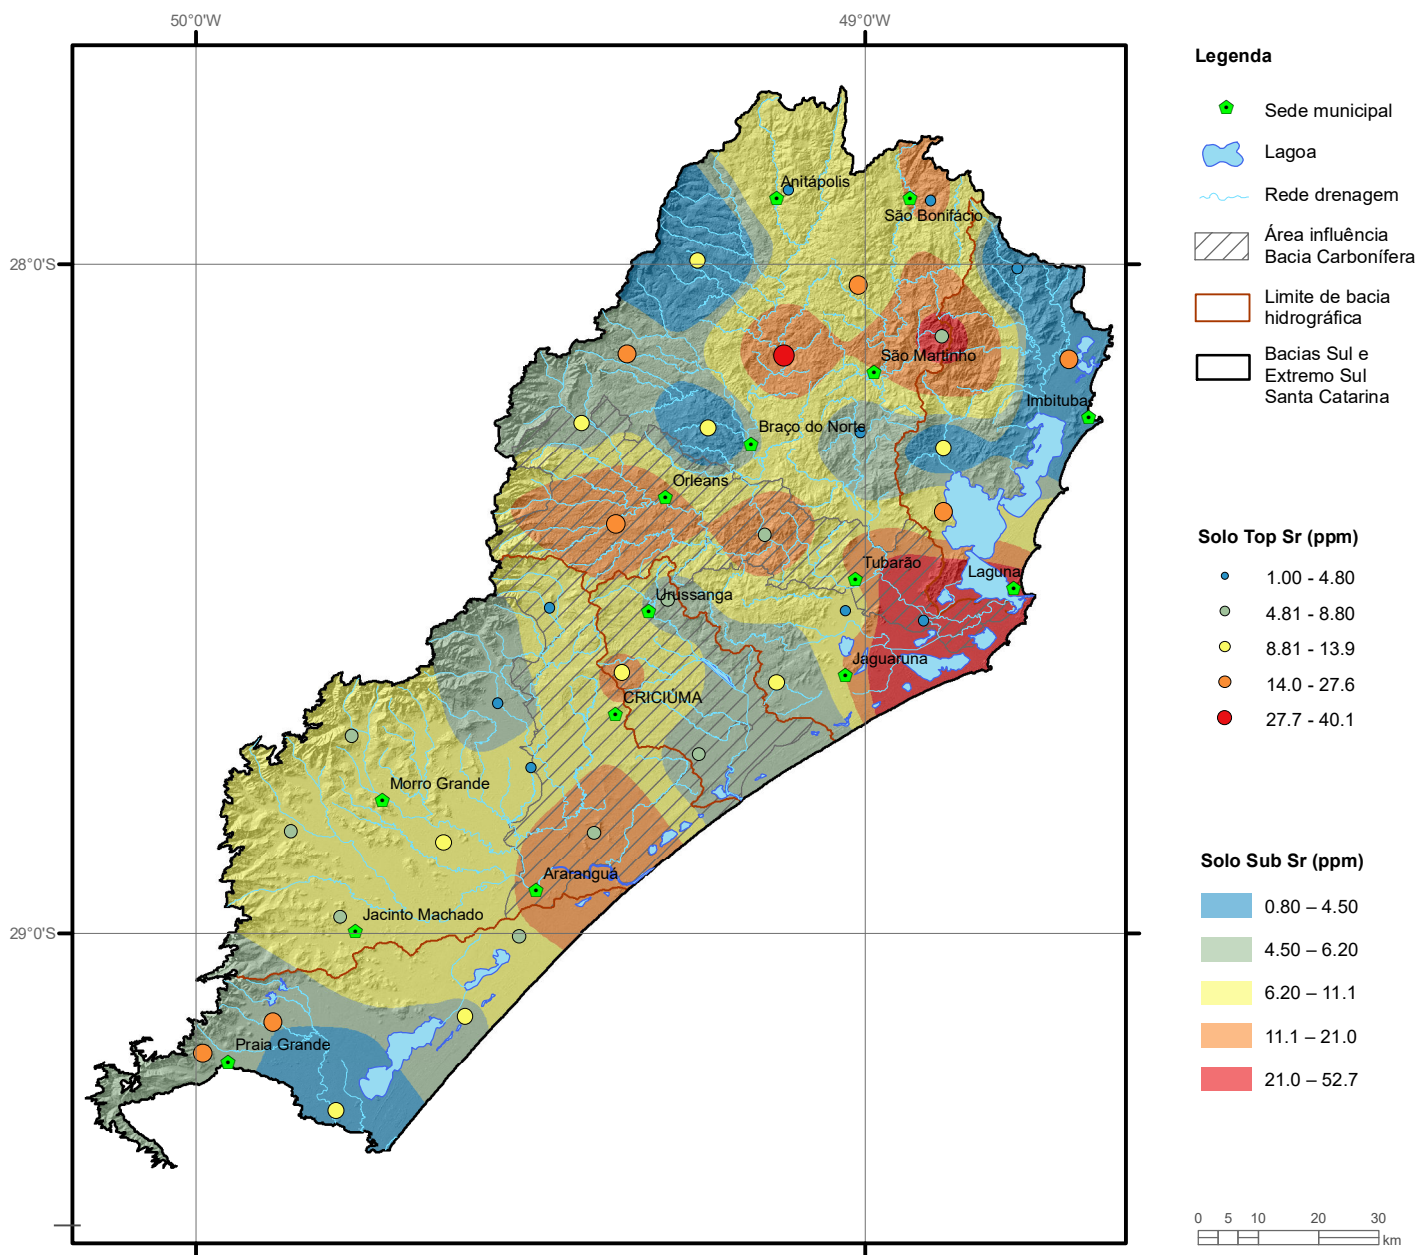 50°0'W
49°0'W
28°0'S
29°0'S
Anitápolis
São Bonifácio
São Martinho
Imbituba
Braço do Norte
Orleans
Tubarão
Laguna
Urussanga
Jaguaruna
CRICIÚMA
Morro Grande
Araranguá
Jacinto Machado
Praia Grande
Legenda
Sede municipal
Lagoa
Rede drenagem
Área influência
Bacia Carbonífera
Limite de bacia
hidrográfica
Bacias Sul e
Extremo Sul
Santa Catarina
Solo Top Sr (ppm)
1.00 - 4.80
4.81 - 8.80
8.81 - 13.9
14.0 - 27.6
27.7 - 40.1
Solo Sub Sr (ppm)
0.80 – 4.50
4.50 – 6.20
6.20 – 11.1
11.1 – 21.0
21.0 – 52.7
0 5 10 20 30
km